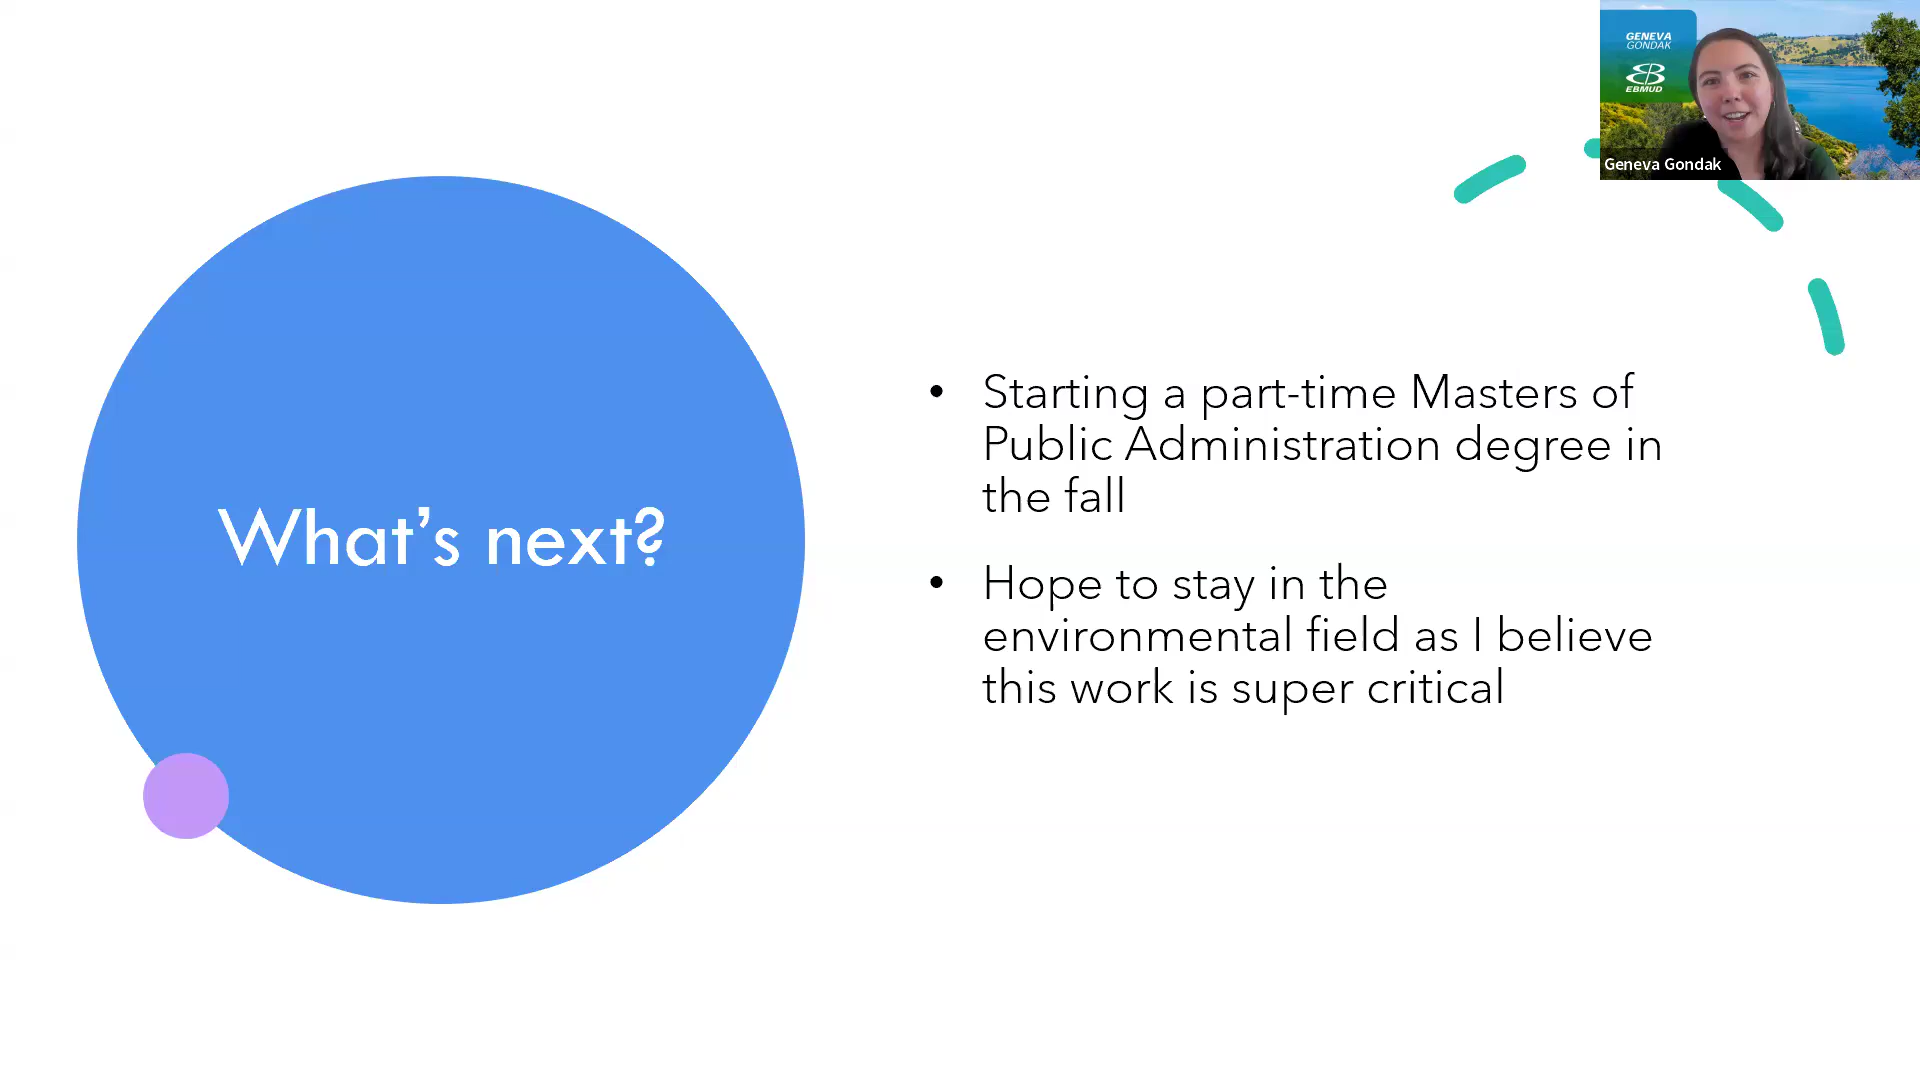 GENEVA
GONDAK
EBMUD
Geneva Gondak
What's next?
• Starting a part-time Masters of
Public Administration degree in
the fall
• Hope to stay in the
environmental field as I believe
this work is super critical